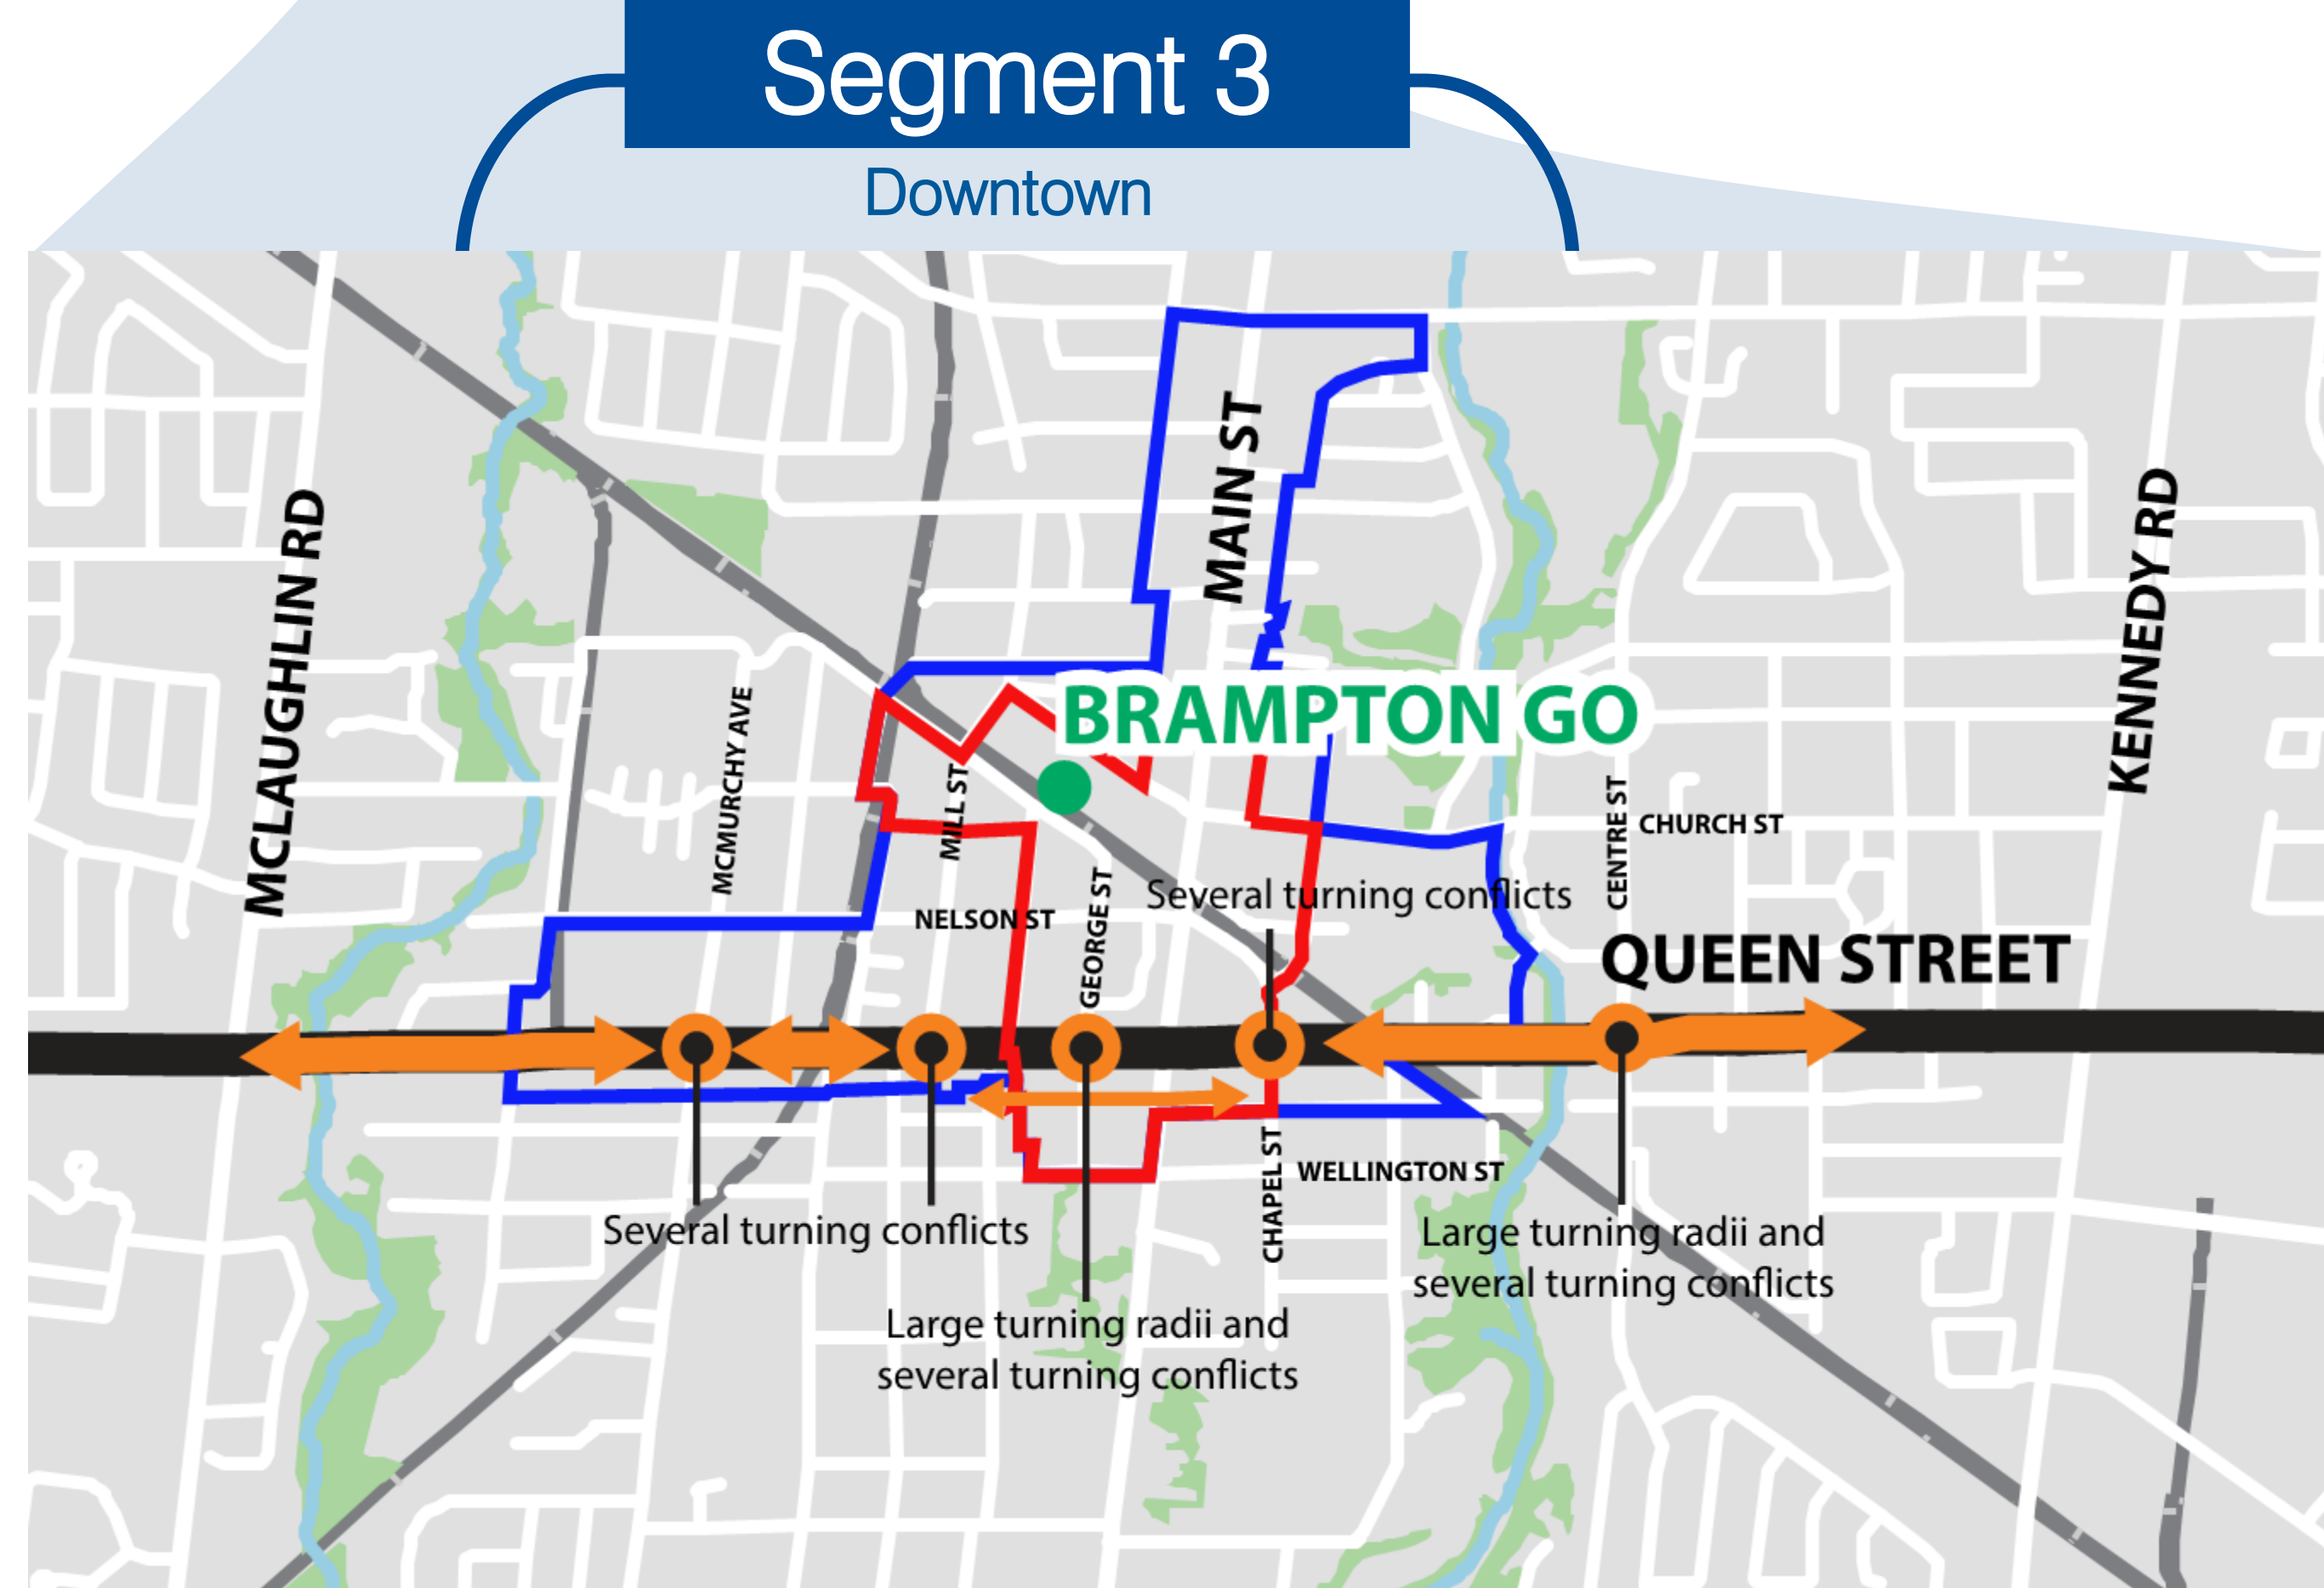 Segment 3
Downtown
MAIN ST
MCLAUGHLIN RD
KENNEDY RD
BRAMPTON GO
MCMURCHY AVE
MILL ST
CENTRE ST
CHURCH ST
Several turning conflicts
NELSON ST
GEORGE ST
QUEEN STREET
CHAPEL ST
WELLINGTON ST
Several turning conflicts
Large turning radii and
several turning conflicts
Large turning radii and
several turning conflicts